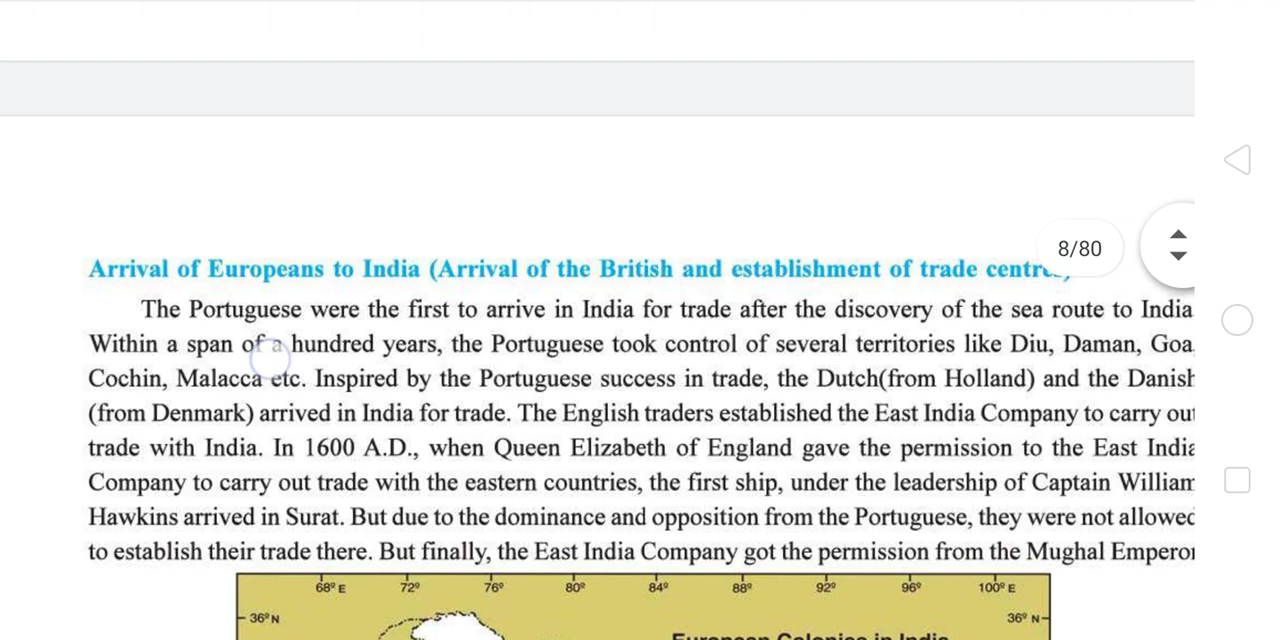 8/80
Arrival of Europeans to India (Arrival of the British and establishment of trade
The Portuguese were the first to arrive in India for trade after the discovery of the sea route to India
Within a span of a hundred years, the Portuguese took control of several territories like Diu, Daman, Goa,
Cochin, Malacca etc. Inspired by the Portuguese success in trade, the Dutch(from Holland) and the
(from Denmark) arrived in India for trade. The English traders established the East India Company to carry
trade with India. In 1600 A.D., when Queen Elizabeth of England gave the permission to the East
Company to carry out trade with the eastern countries, the first ship, under the leadership of Captain
Hawkins arrived in Surat. But due to the dominance and opposition from the Portuguese, they were not
to establish their trade there. But finally, the East India Company got the permission from the Mughal
68° E 72° 76° 80° 84° 88° 92° 96° 100° E
36° N 36° N
European Colonies in India